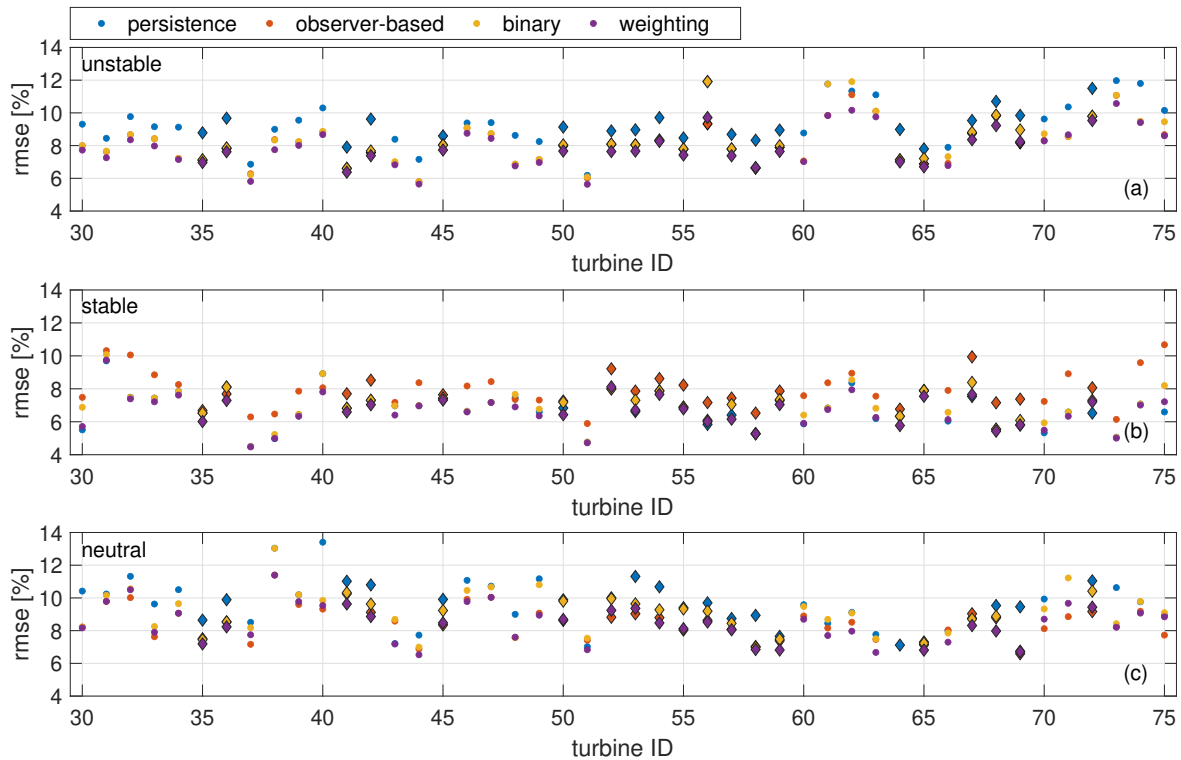 persistence observer-based binary weighting
14
12
10
8
6
4
rmse [%]
unstable
(a)
30 35 40 45 50 55 60 65 70 75
turbine ID
14
12
10
8
6
4
rmse [%]
stable
(b)
30 35 40 45 50 55 60 65 70 75
turbine ID
14
12
10
8
6
4
rmse [%]
neutral
(c)
30 35 40 45 50 55 60 65 70 75
turbine ID